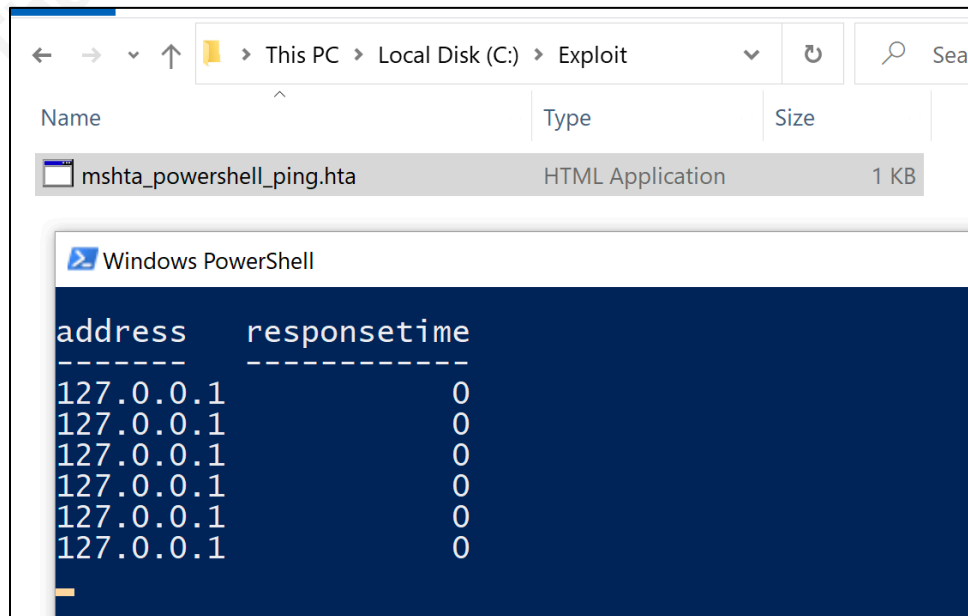 This PC > Local Disk (C:) > Exploit
Sea
Name Type Size
mshta_powershell_ping.hta HTML Application 1 KB
Windows PowerShell
address responsetime
------- ------------
127.0.0.1 0
127.0.0.1 0
127.0.0.1 0
127.0.0.1 0
127.0.0.1 0
127.0.0.1 0